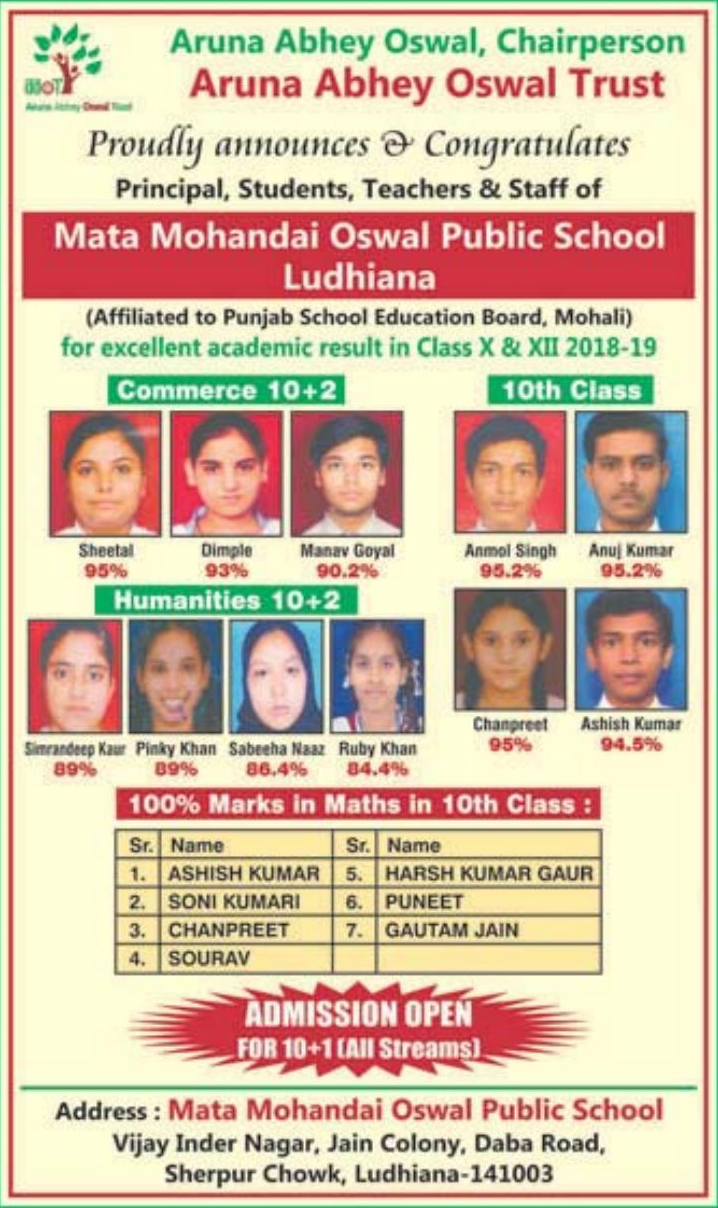 Aruna Abhey Oswal, Chairperson
Aruna Abhey Oswal Trust
Aruna Abhey Oswal Trust
Proudly announces & Congratulates
Principal, Students, Teachers & Staff of
Mata Mohandai Oswal Public School
Ludhiana
(Affiliated to Punjab School Education Board, Mohali)
for excellent academic result in Class X & XII 2018-19
Commerce 10+2
Sheetal Dimple Manav Goyal
95% 93% 90.2%
Humanities 10+2
Simrandeep Kaur Pinky Khan Sabeeha Naaz Ruby Khan
89% 89% 86.4% 84.4%
10th Class
Anmol Singh Anuj Kumar
95.2% 95.2%
Chanpreet Ashish Kumar
95% 94.5%
100% Marks in Maths in 10th Class :
Sr. Name Sr. Name
1. ASHISH KUMAR 5. HARSH KUMAR GAUR
2. SONI KUMARI 6. PUNEET
3. CHANPREET 7. GAUTAM JAIN
4. SOURAV
ADMISSION OPEN
FOR 10+1 (All Streams)
Address : Mata Mohandai Oswal Public School
Vijay Inder Nagar, Jain Colony, Daba Road,
Sherpur Chowk, Ludhiana-141003